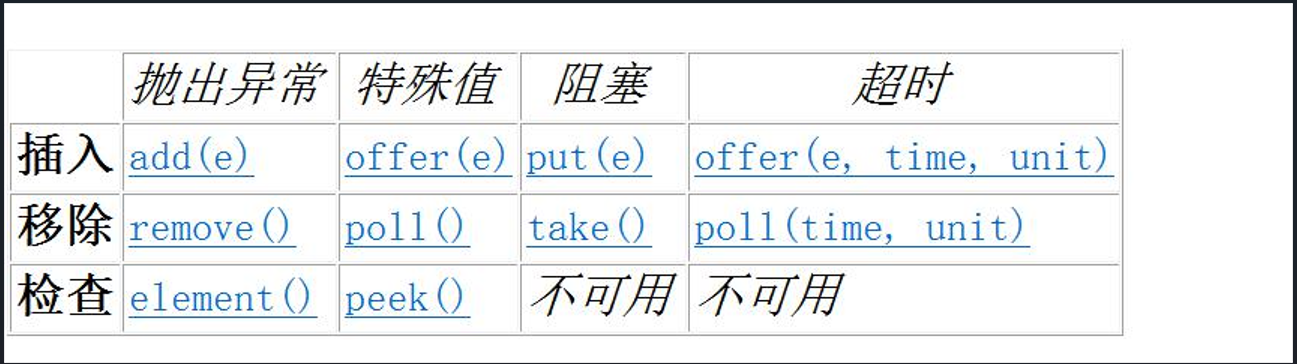 抛出异常 特殊值 阻塞 超时
插入 add(e) offer(e) put(e) offer(e, time, unit)
移除 remove() poll() take() poll(time, unit)
检查 element() peek() 不可用 不可用